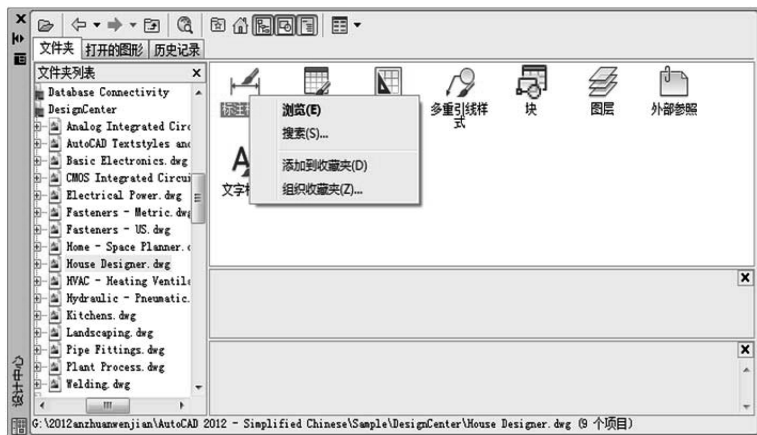 文件夹 打开的图形 历史记录
文件夹列表
Database Connectivity
DesignCenter
Analog Integrated Circ
AutoCAD Textstyles and
Basic Electronics.dwg
CMOS Integrated Circui
Electrical Power.dwg
Fasteners - Metric.dwg
Fasteners - US.dwg
Home - Space Planner.d
House Designer.dwg
HVAC - Heating Ventila
Hydraulic - Pneumatic.
Kitchens.dwg
Landscaping.dwg
Pipe Fittings.dwg
Plant Process.dwg
Welding.dwg
多重引线样式
块
图层
外部参照
浏览(E)
搜索(S)...
添加到收藏夹(D)
组织收藏夹(Z)...
文字
设计中心
G:\2012anzhuanwenjian\AutoCAD 2012 - Simplified Chinese\Sample\DesignCenter\House Designer.dwg (9 个项目)